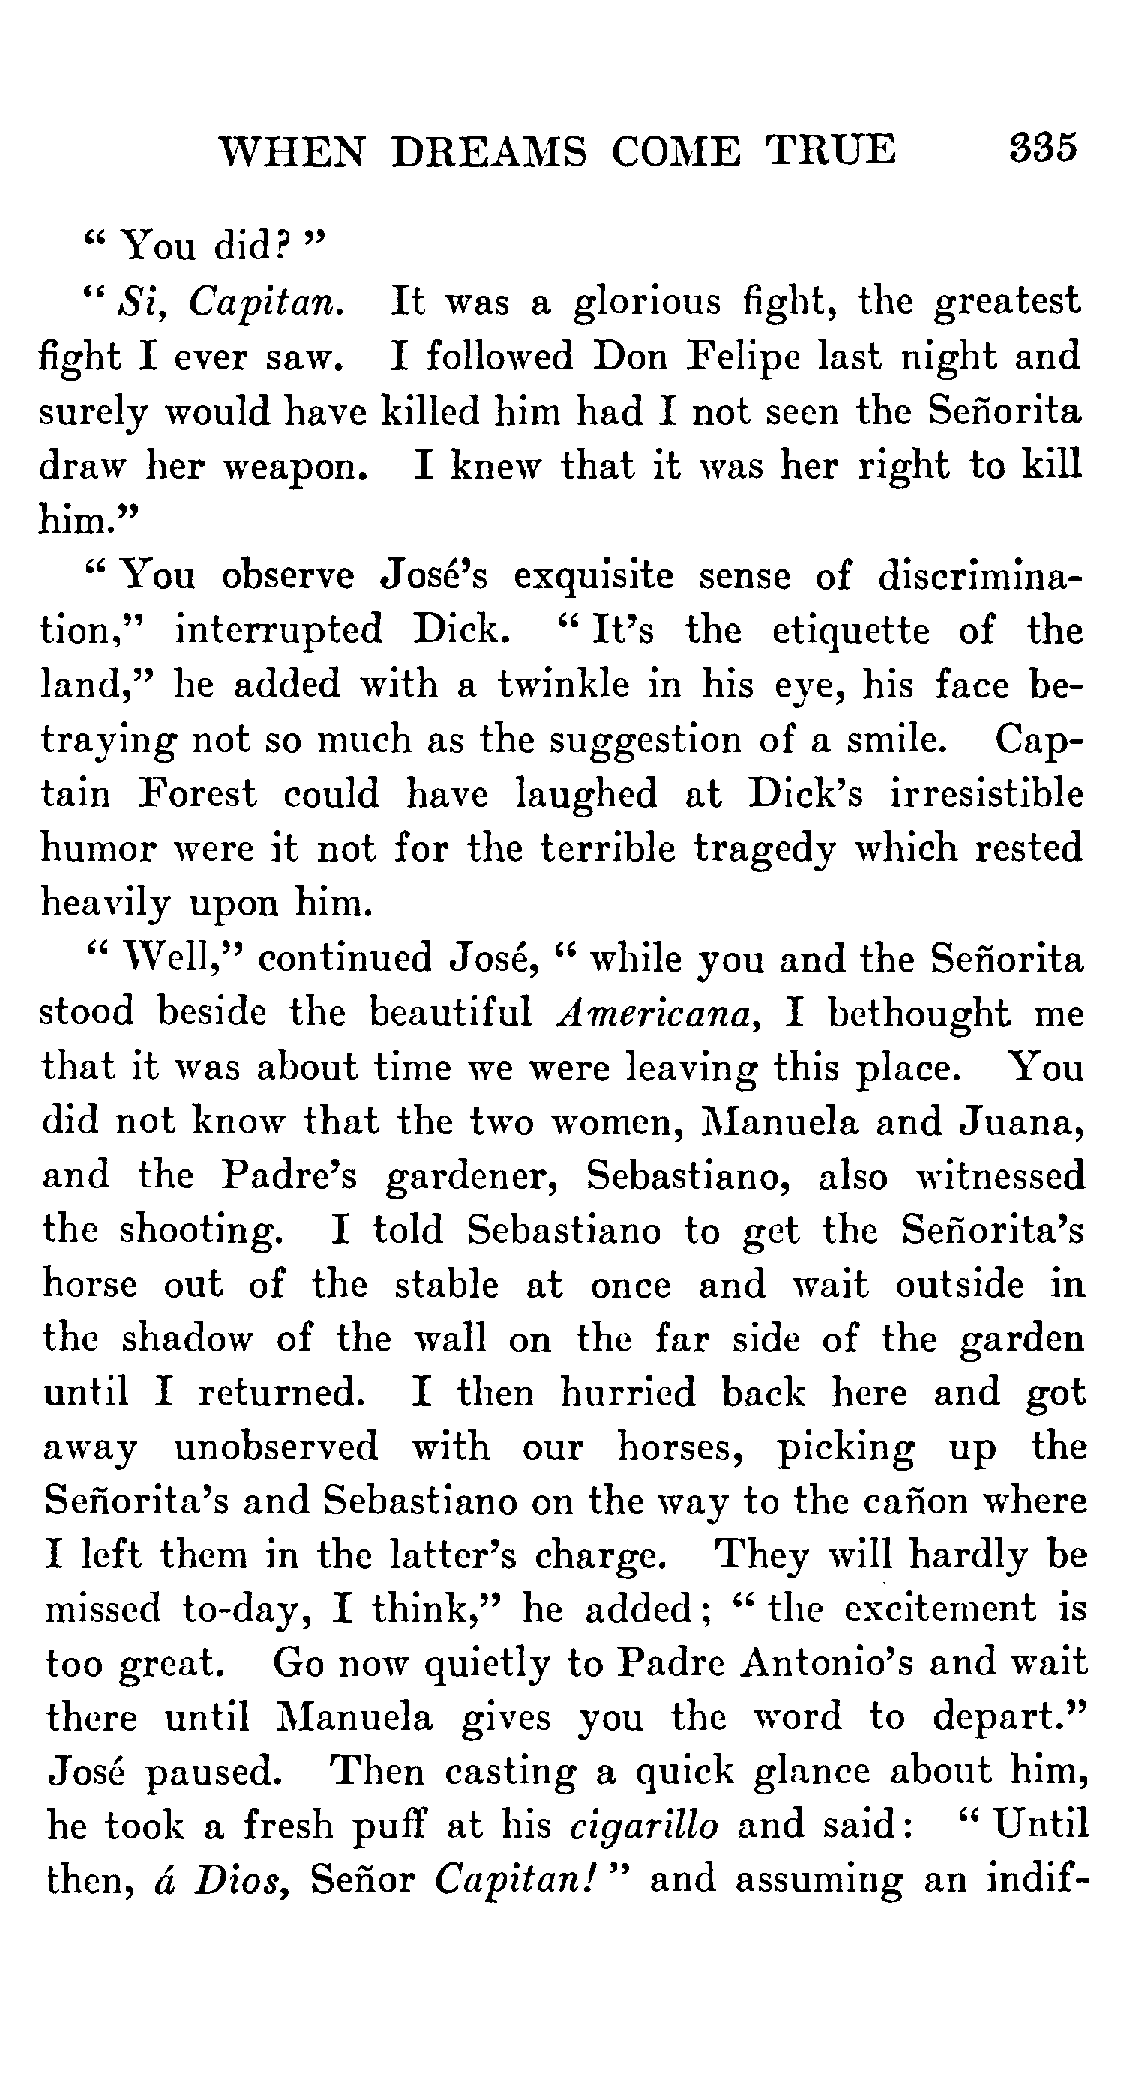 WHEN DREAMS COME TRUE 335
“ You did? ”
“ Si, Capitan. It was a glorious fight, the greatest
fight I ever saw. I followed Don Felipe last night and
surely would have killed him had I not seen the Señorita
draw her weapon. I knew that it was her right to kill
him.”
“ You observe José’s exquisite sense of discrimina-
tion,” interrupted Dick. “ It’s the etiquette of the
land,” he added with a twinkle in his eye, his face be-
traying not so much as the suggestion of a smile. Cap-
tain Forest could have laughed at Dick’s irresistible
humor were it not for the terrible tragedy which rested
heavily upon him.
“ Well,” continued José, “ while you and the Señorita
stood beside the beautiful Americana, I bethought me
that it was about time we were leaving this place. You
did not know that the two women, Manuela and Juana,
and the Padre’s gardener, Sebastiano, also witnessed
the shooting. I told Sebastiano to get the Señorita’s
horse out of the stable at once and wait outside in
the shadow of the wall on the far side of the garden
until I returned. I then hurried back here and got
away unobserved with our horses, picking up the
Señorita’s and Sebastiano on the way to the cañon where
I left them in the latter’s charge. They will hardly be
missed to-day, I think,” he added; “ the excitement is
too great. Go now quietly to Padre Antonio’s and wait
there until Manuela gives you the word to depart.”
José paused. Then casting a quick glance about him,
he took a fresh puff at his cigarillo and said: “ Until
then, á Dios, Señor Capitan! ” and assuming an indif-